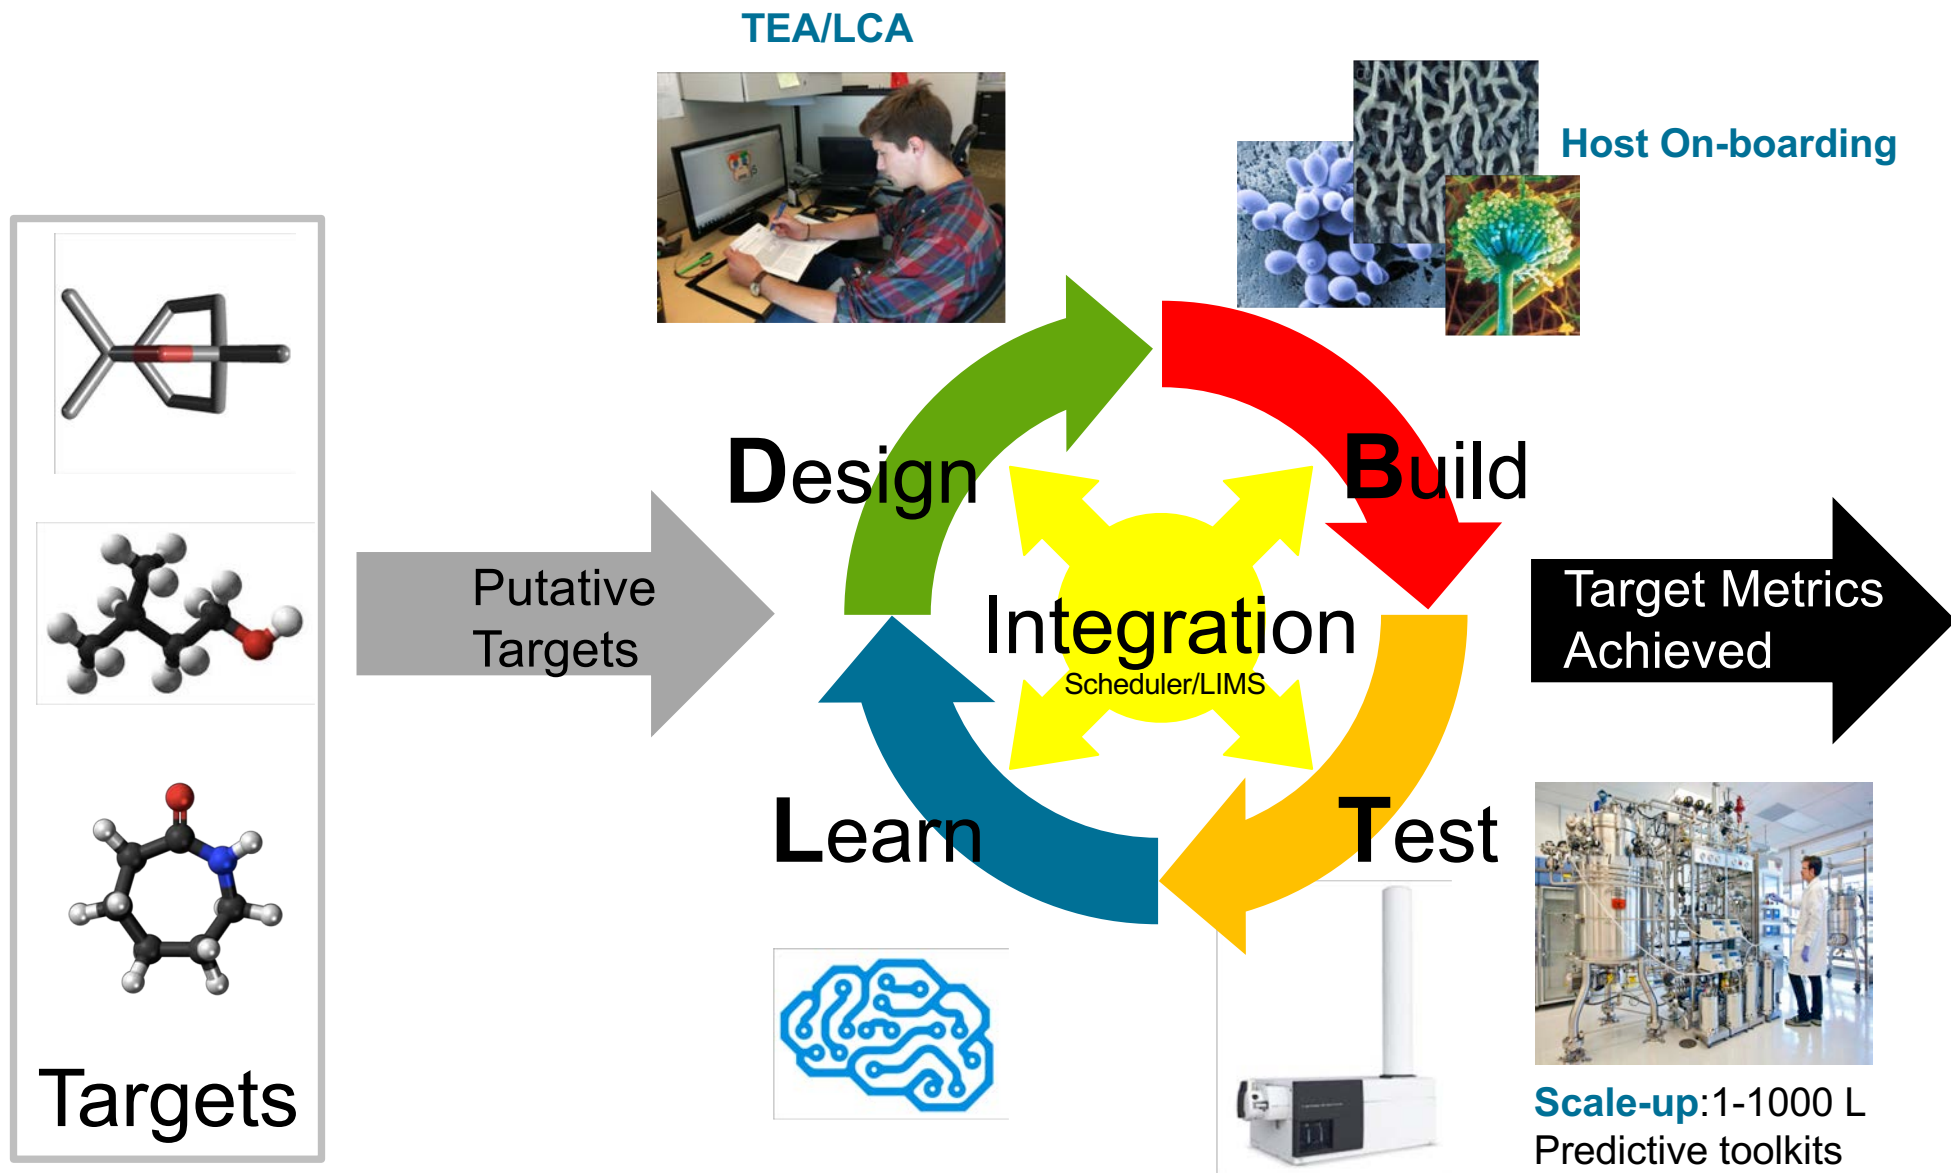 TEA/LCA
Host On-boarding
Design
Build
Putative
Targets
Integration
Scheduler/LIMS
Target Metrics
Achieved
Learn
Test
Targets
Scale-up:1-1000 L
Predictive toolkits